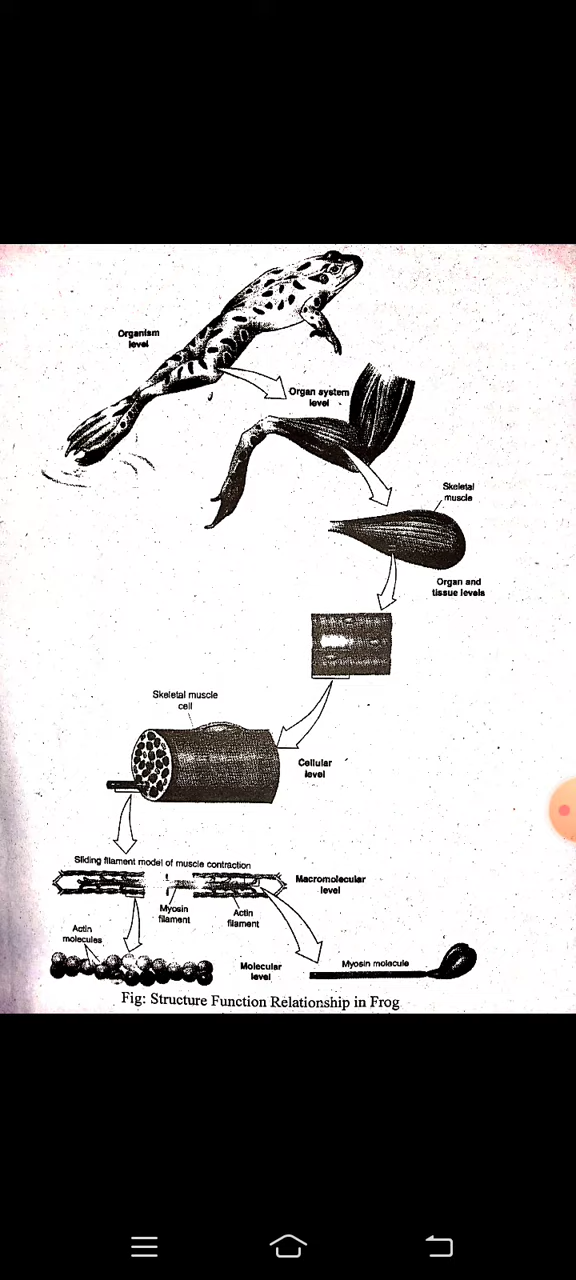 Organism
level
Organ system
level
Skeletal
muscle
Organ and
tissue levels
Skeletal muscle
cell
Cellular
level
Sliding filament model of muscle contraction
Macromolecular
level
Myosin
filament
Actin
filament
Actin
molecules
Molecular
level
Myosin molecule
Fig: Structure Function Relationship in Frog